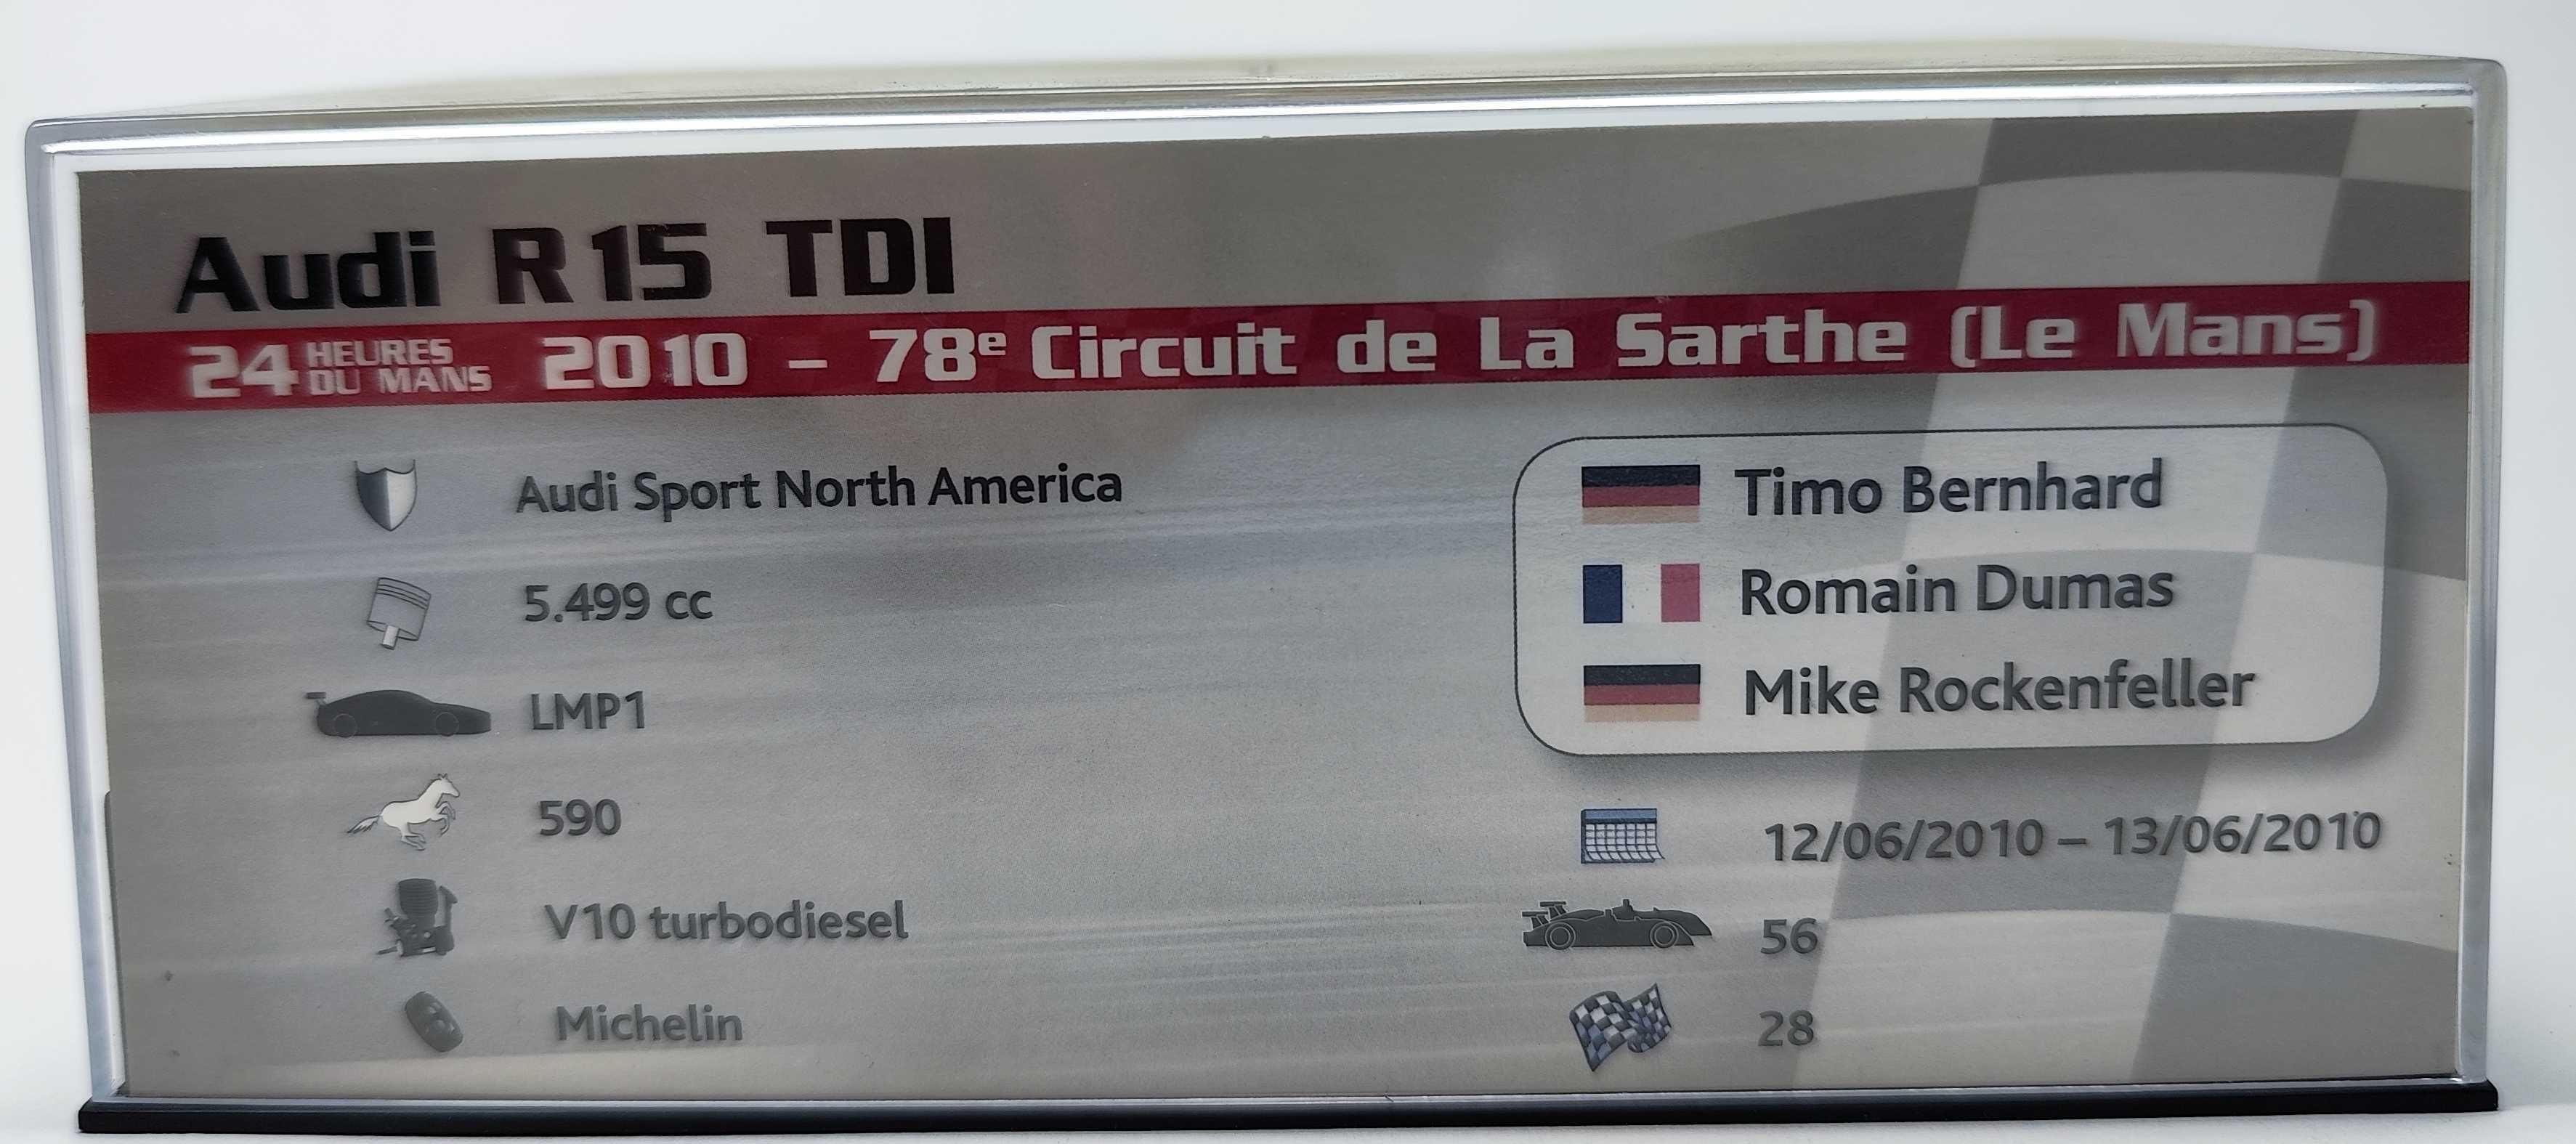 Audi R15 TDI
24 HEURES DU MANS 2010 - 78e Circuit de La Sarthe (Le Mans)
Audi Sport North America
5.499 cc
LMP1
590
V10 turbodiesel
Michelin
Timo Bernhard
Romain Dumas
Mike Rockenfeller
12/06/2010 – 13/06/2010
56
28